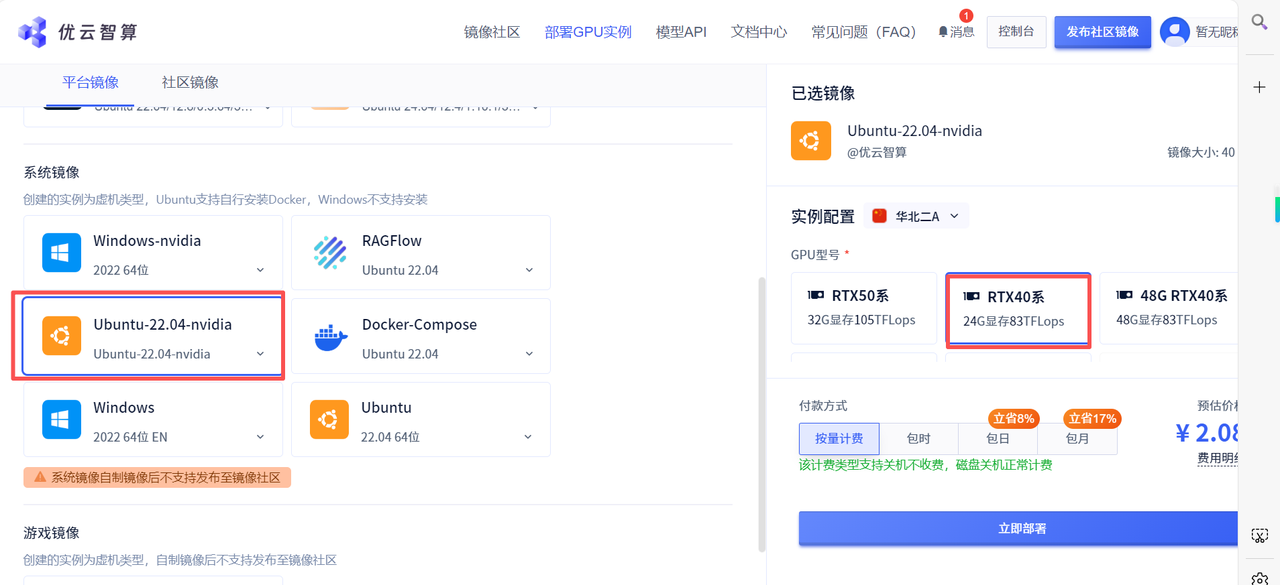 优云智算
镜像社区
部署GPU实例
模型API
文档中心
常见问题（FAQ）
消息
1
控制台
发布社区镜像
暂无昵称
平台镜像
社区镜像
系统镜像
创建的实例为虚机类型，Ubuntu支持自行安装Docker，Windows不支持安装
Windows-nvidia
2022 64位
RAGFlow
Ubuntu 22.04
Ubuntu-22.04-nvidia
Ubuntu-22.04-nvidia
Docker-Compose
Ubuntu 22.04
Windows
2022 64位 EN
Ubuntu
22.04 64位
系统镜像自制镜像后不支持发布至镜像社区
游戏镜像
创建的实例为虚机类型，自制镜像后不支持发布至镜像社区
已选镜像
Ubuntu-22.04-nvidia
@优云智算
镜像大小: 40
实例配置
华北二A
GPU型号 *
RTX50系
32G显存105TFLops
RTX40系
24G显存83TFLops
48G RTX40系
48G显存83TFLops
付款方式
立省8%
立省17%
按量计费
包时
包日
包月
该计费类型支持关机不收费，磁盘关机正常计费
预估价格
¥ 2.08
费用明细
立即部署